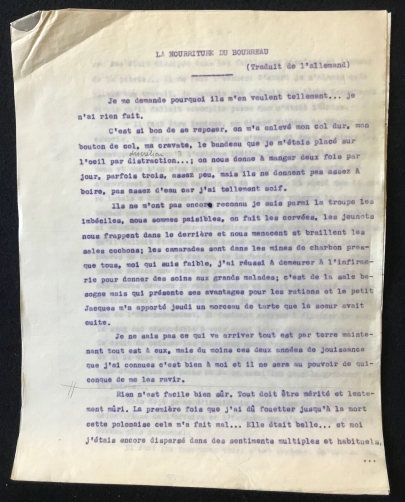 LA NOURRITURE DU BOURREAU
(Traduit de l'allemand)
Je me demande pourquoi ils m'en veulent tellement... je
n'ai rien fait.
C'est si bon de se reposer, on m'a enlevé mon col dur, mon
bouton de col, ma cravate, le bandeau que je m'étais placé sur
l'oeil par distraction...; on nous donne à manger deux fois par
jour, parfois trois, assez peu, mais ils ne donnent pas assez à
boire, pas assez d'eau car j'ai tellement soif.
Ils ne m'ont pas encore reconnu je suis parmi la troupe les
imbéciles, nous sommes paisibles, on fait les corvées, les jeunots
nous frappent dans le derrière et nous menacent et braillent les
sales cochons; les camarades sont dans les mines de charbon pres-
que tous, moi qui suis faible, j'ai réussi à demeurer à l'infirme-
rie pour donner des soins aux grands malades; c'est de la sale be-
sogne mais qui présente ses avantages pour les rations et le petit
Jacques m'a apporté jeudi un morceau de tarte que la soeur avait
cuite.
Je ne sais pas ce qui va arriver tout est par terre mainte-
nant tout est à eux, mais du moins ces deux années de jouissance
que j'ai connues c'est bien à moi et il ne sera au pouvoir de qui-
conque de me les ravir.
Rien n'est facile bien sûr. Tout doit être mérité et lente-
ment mûri. La première fois que j'ai dû fouetter jusqu'à la mort
cette polonaise cela m'a fait mal... Elle était belle... et moi
j'étais encore dispersé dans des sentiments multiples et habituels.
...